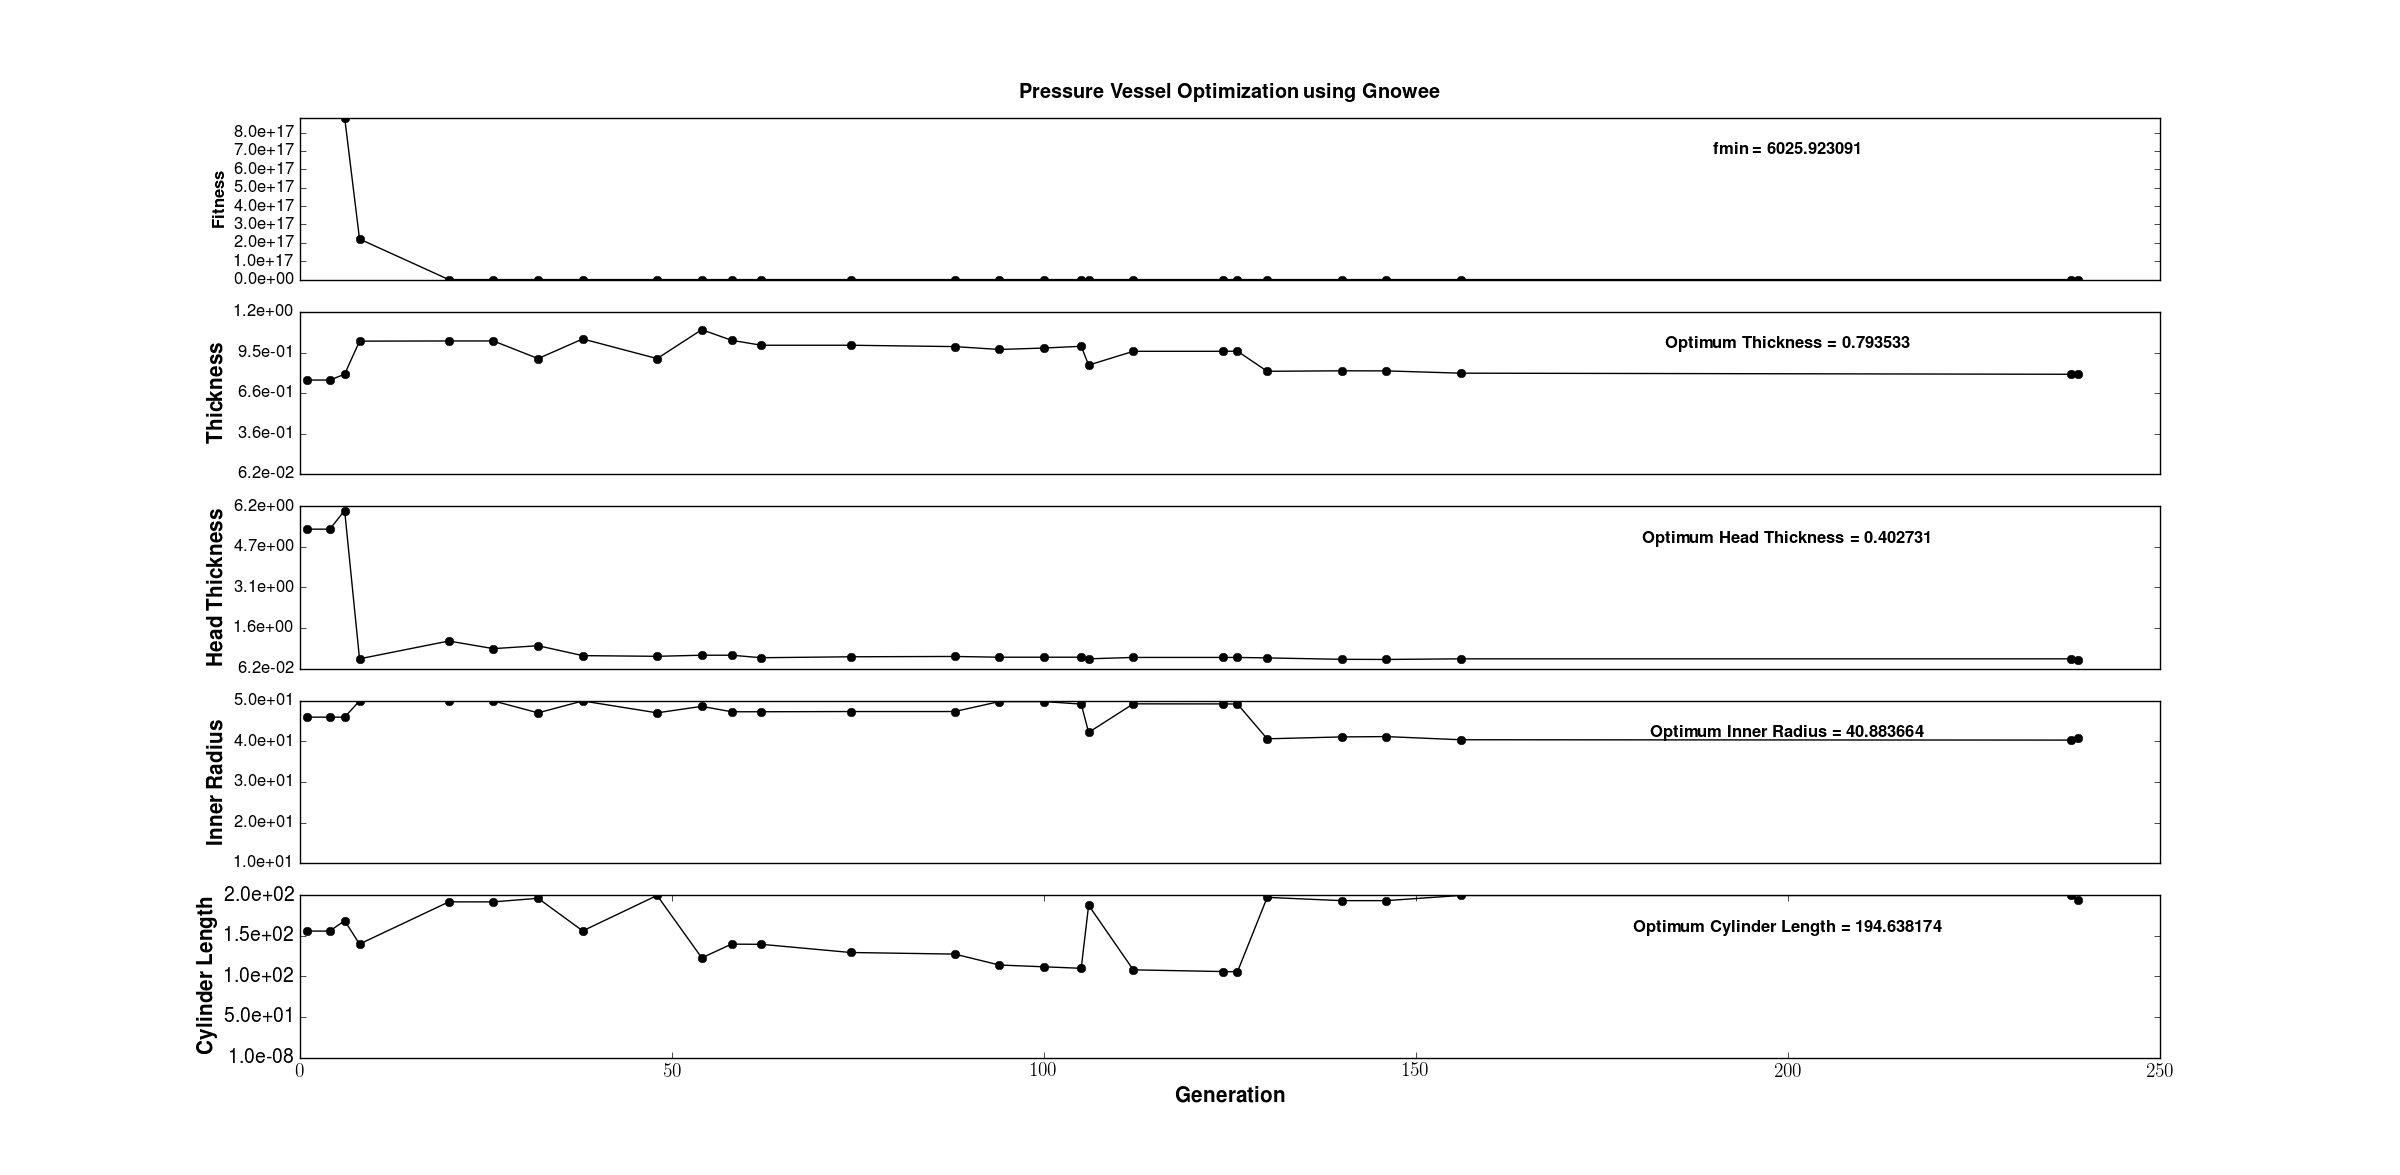 Pressure Vessel Optimization using Gnowee
8.0e+17
7.0e+17
6.0e+17
5.0e+17
4.0e+17
3.0e+17
2.0e+17
1.0e+17
0.0e+00
Fitness
fmin = 6025.923091
1.2e+00
9.5e-01
6.6e-01
3.6e-01
6.2e-02
Thickness
Optimum Thickness = 0.793533
6.2e+00
4.7e+00
3.1e+00
1.6e+00
6.2e-02
Head Thickness
Optimum Head Thickness = 0.402731
5.0e+01
4.0e+01
3.0e+01
2.0e+01
1.0e+01
Inner Radius
Optimum Inner Radius = 40.883664
2.0e+02
1.5e+02
1.0e+02
5.0e+01
1.0e-08
Cylinder Length
Optimum Cylinder Length = 194.638174
0 50 100 150 200 250
Generation